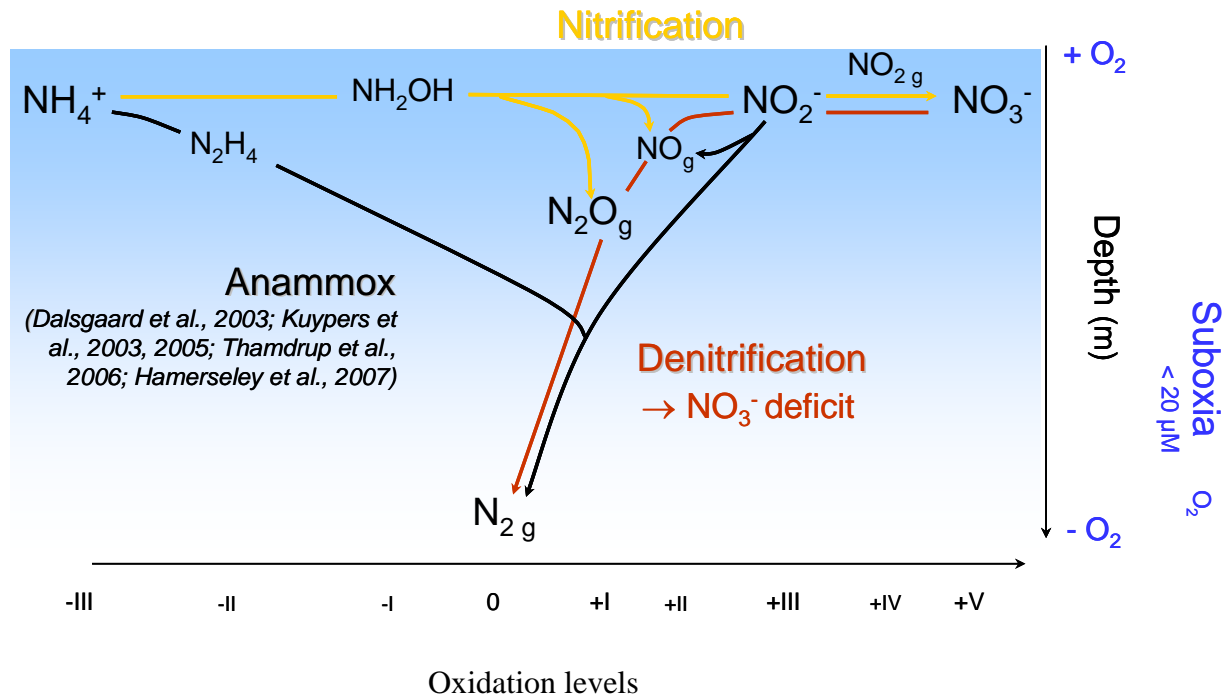 Nitrification
+ O₂
NO₂ g
NH₄⁺
NH₂OH
NO₂⁻
NO₃⁻
N₂H₄
NOg
N₂Og
Anammox
(Dalsgaard et al., 2003; Kuypers et
al., 2003, 2005; Thamdrup et al.,
2006; Hamerseley et al., 2007)
Denitrification
→ NO₃⁻ deficit
N₂ g
Depth (m)
Suboxia
< 20 µM O₂
- O₂
-III -II -I 0 +I +II +III +IV +V
Oxidation levels